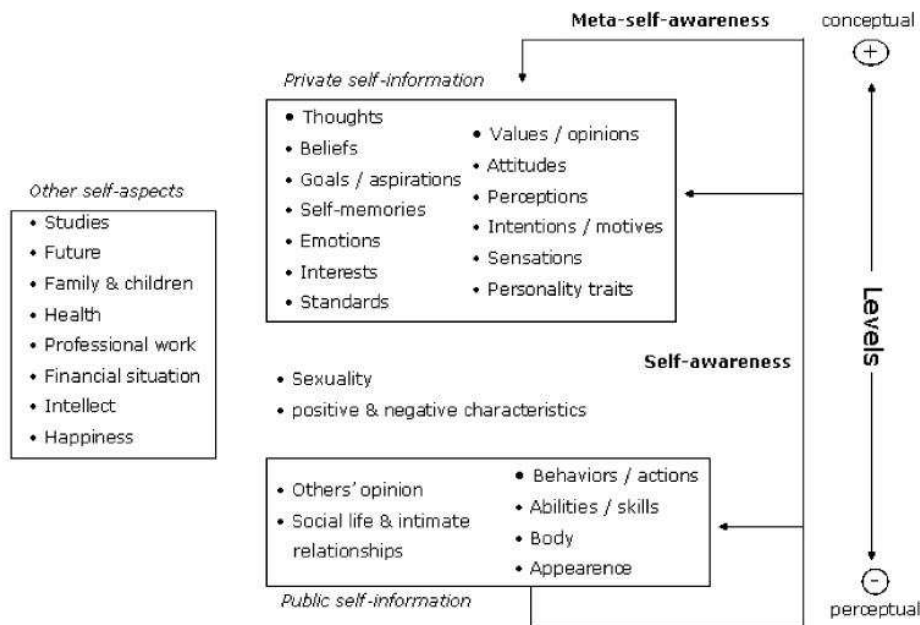 Meta-self-awareness
conceptual
+
Private self-information
• Thoughts
• Beliefs
• Goals / aspirations
• Self-memories
• Emotions
• Interests
• Standards
• Values / opinions
• Attitudes
• Perceptions
• Intentions / motives
• Sensations
• Personality traits
Other self-aspects
• Studies
• Future
• Family & children
• Health
• Professional work
• Financial situation
• Intellect
• Happiness
Levels
Self-awareness
• Sexuality
• positive & negative characteristics
• Others' opinion
• Social life & intimate
relationships
• Behaviors / actions
• Abilities / skills
• Body
• Appearence
Public self-information
-
perceptual